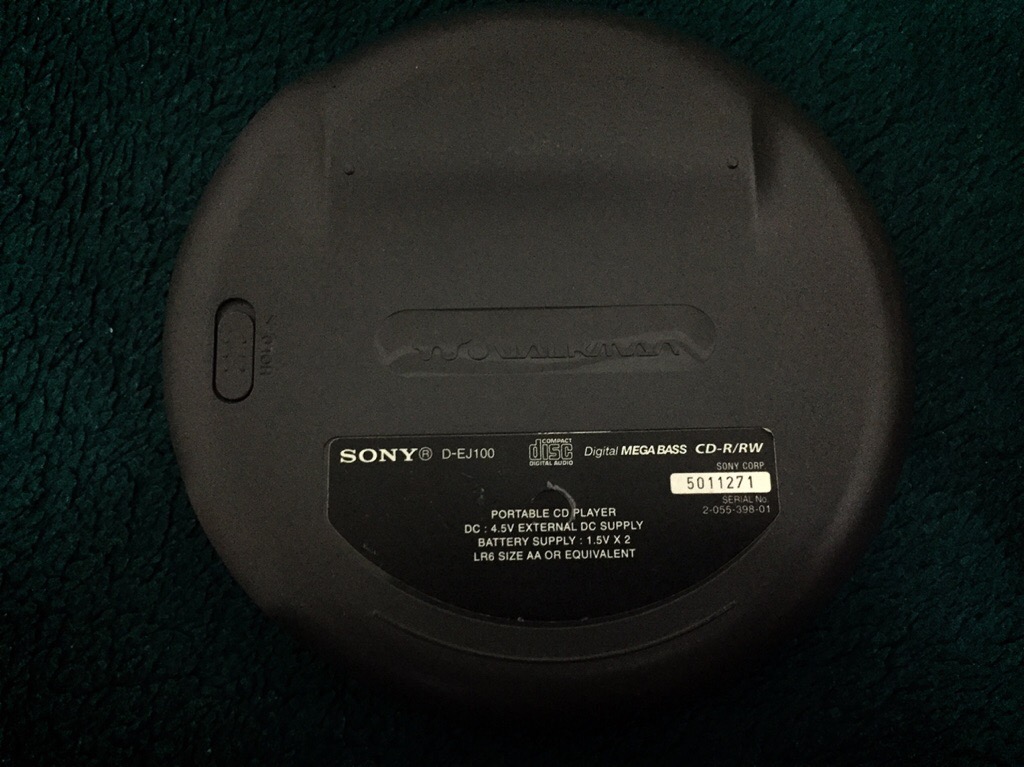 HOLD
WALKMAN
SONY® D-EJ100 COMPACT disc DIGITAL AUDIO Digital MEGA BASS CD-R/RW
SONY CORP
5011271
SERIAL No.
2-055-398-01
PORTABLE CD PLAYER
DC : 4.5V EXTERNAL DC SUPPLY
BATTERY SUPPLY : 1.5V X 2
LR6 SIZE AA OR EQUIVALENT